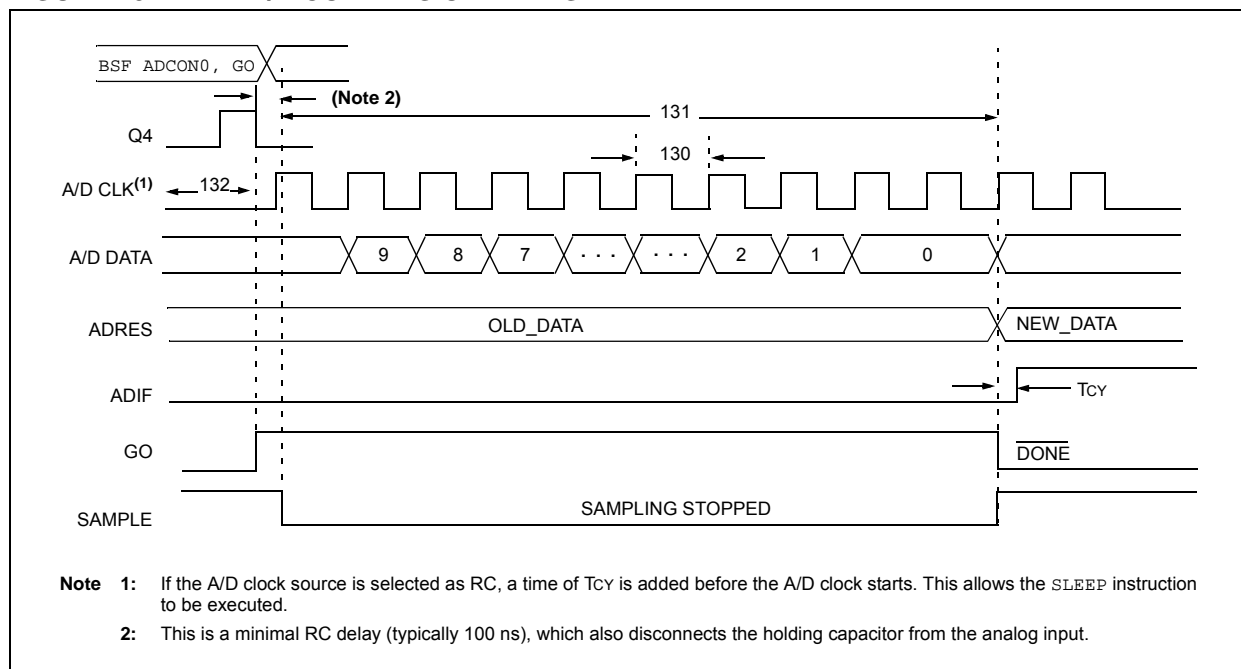 BSF ADCON0, GO
(Note 2)
131
Q4
130
A/D CLK(1)
132
A/D DATA
9 8 7 . . . . . . 2 1 0
ADRES
OLD_DATA
NEW_DATA
ADIF
TCY
GO
DONE
SAMPLE
SAMPLING STOPPED
Note 1: If the A/D clock source is selected as RC, a time of TCY is added before the A/D clock starts. This allows the SLEEP instruction
to be executed.
2: This is a minimal RC delay (typically 100 ns), which also disconnects the holding capacitor from the analog input.